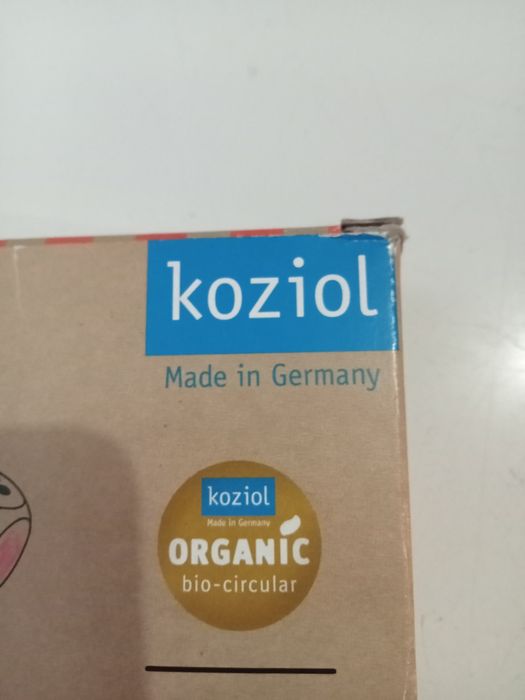 koziol
Made in Germany
koziol
Made in Germany
ORGANIC
bio-circular